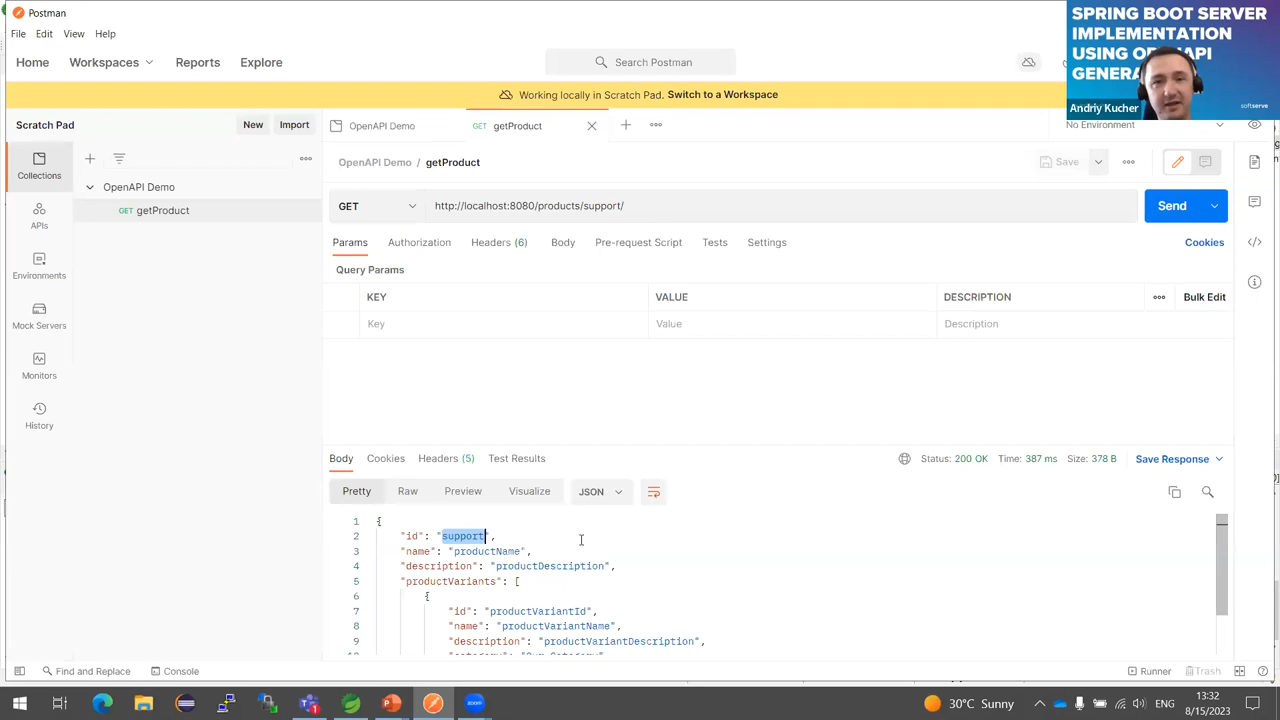 Postman
File Edit View Help
Home Workspaces Reports Explore
Search Postman
SPRING BOOT SERVER
IMPLEMENTATION
USING
GENERA
Andriy Kucher
softserve
Working locally in Scratch Pad. Switch to a Workspace
Scratch Pad
New Import
OpenAPI Demo
GET getProduct
No Environment
Collections
APIs
Environments
Mock Servers
Monitors
History
OpenAPI Demo
GET getProduct
OpenAPI Demo / getProduct
Save
GET
http://localhost:8080/products/support/
Send
Params Authorization Headers (6) Body Pre-request Script Tests Settings
Cookies
Query Params
KEY VALUE DESCRIPTION
Bulk Edit
Key Value Description
Body Cookies Headers (5) Test Results
Status: 200 OK Time: 387 ms Size: 378 B Save Response
Pretty Raw Preview Visualize JSON
1 {
2 "id": "support",
3 "name": "productName",
4 "description": "productDescription",
5 "productVariants": [
6 {
7 "id": "productVariantId",
8 "name": "productVariantName",
9 "description": "productVariantDescription",
Find and Replace Console
Runner Trash
30°C Sunny
ENG
13:32
8/15/2023